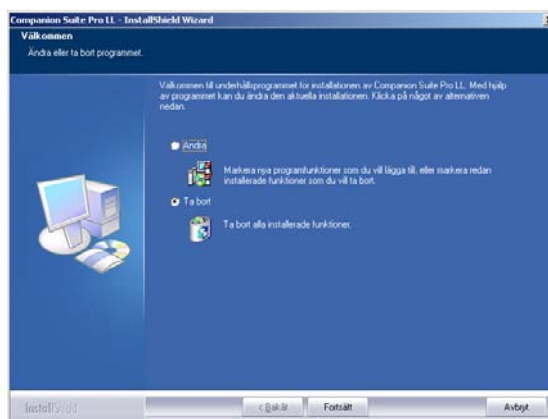 Companion Suite Pro LL - InstallShield Wizard
Välkommen
Ändra eller ta bort programmet.
Välkommen till underhållsprogrammet för installationen av Companion Suite Pro LL. Med hjälp
av programmet kan du ändra den aktuella installationen. Klicka på något av alternativen
nedan.
Ändra
Markera nya programfunktioner som du vill lägga till, eller markera redan
installerade funktioner som du vill ta bort.
Ta bort
Ta bort alla installerade funktioner.
InstallShield
< Bakåt
Fortsätt
Avbryt